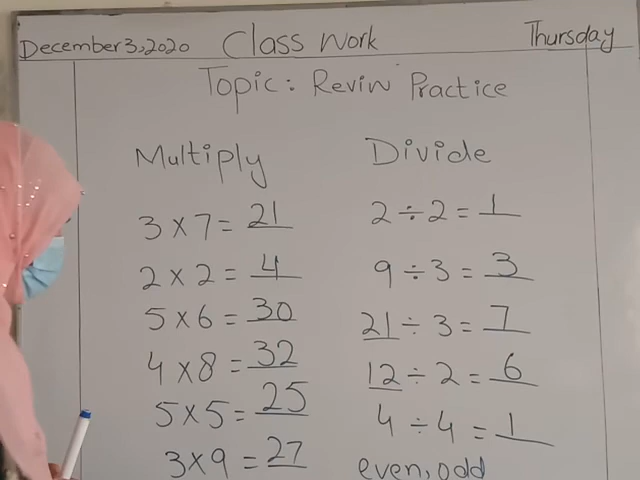 December 3, 2020 Class Work Thursday
Topic: Reviw Practice
Multiply Divide
3 x 7 = 21 2 ÷ 2 = 1
2 x 2 = 4 9 ÷ 3 = 3
5 x 6 = 30 21 ÷ 3 = 7
4 x 8 = 32 12 ÷ 2 = 6
5 x 5 = 25 4 ÷ 4 = 1
3 x 9 = 27 even, odd